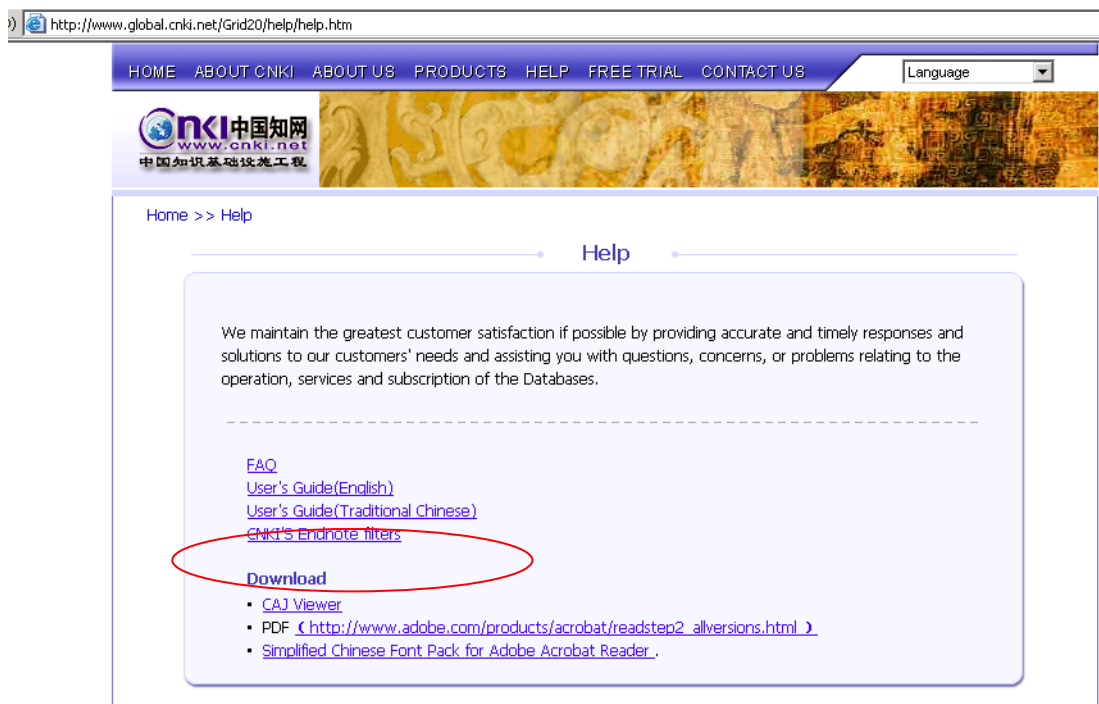 ) http://www.global.cnki.net/Grid20/help/help.htm
HOME ABOUT CNKI ABOUT US PRODUCTS HELP FREE TRIAL CONTACT US Language
cnki中国知网
www.cnki.net
中国知识基础设施工程
Home >> Help
Help
We maintain the greatest customer satisfaction if possible by providing accurate and timely responses and
solutions to our customers' needs and assisting you with questions, concerns, or problems relating to the
operation, services and subscription of the Databases.
FAQ
User's Guide(English)
User's Guide(Traditional Chinese)
CNKI'S Endnote filters
Download
▪ CAJ Viewer
▪ PDF ( http://www.adobe.com/products/acrobat/readstep2_allversions.html )
▪ Simplified Chinese Font Pack for Adobe Acrobat Reader .